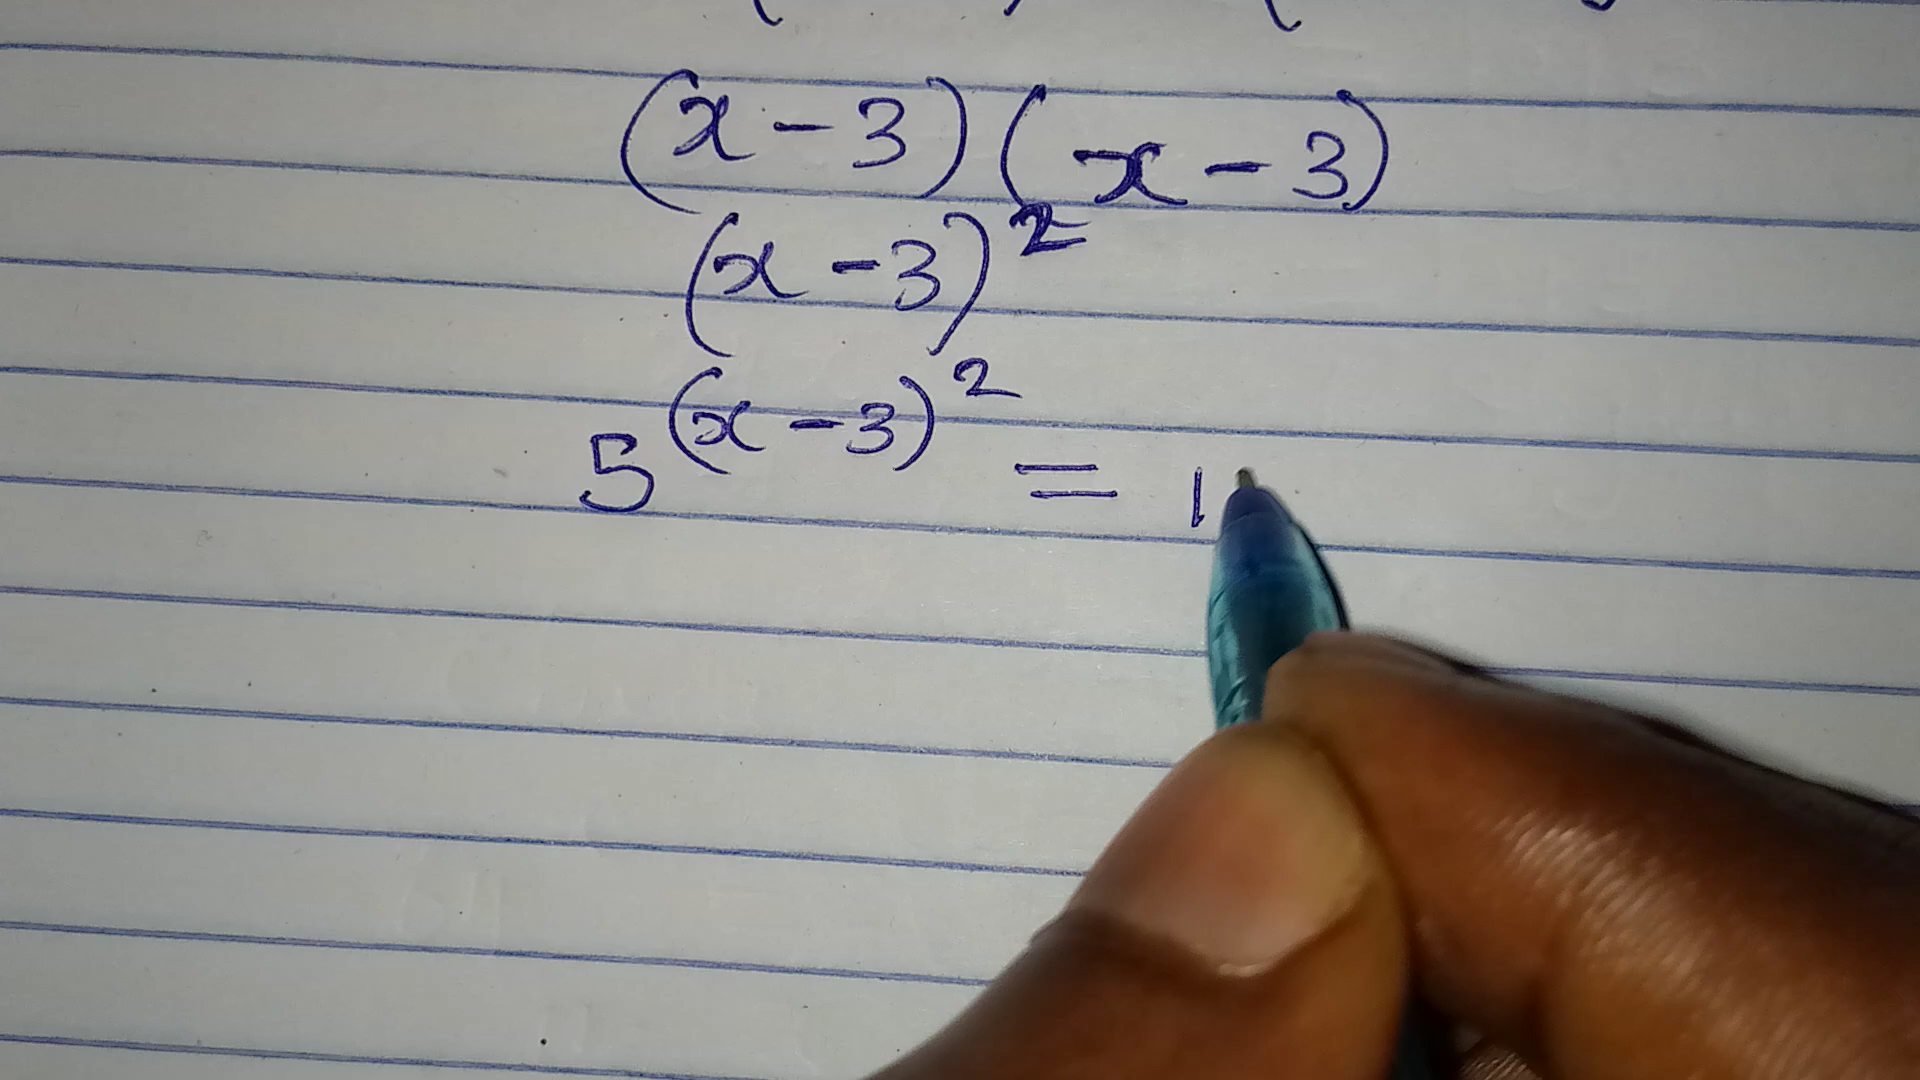 (x - 3)(x - 3)
(x - 3)²
5^(x - 3)² = 1